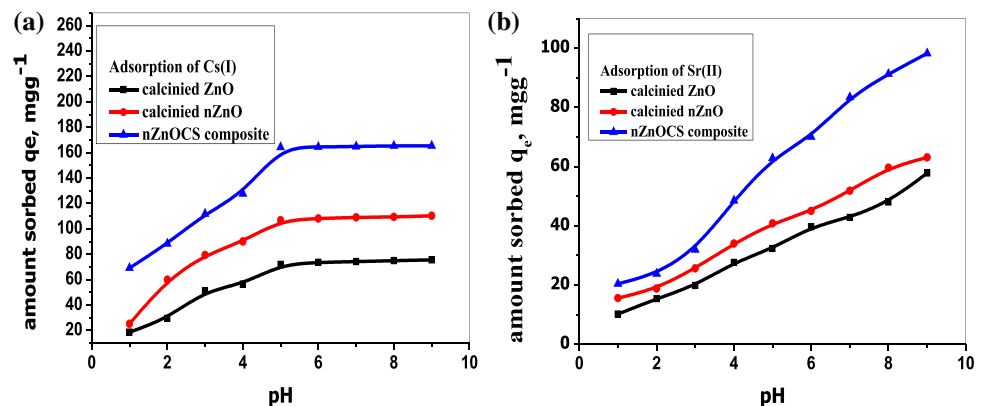 (a)
260
240
220
200
180
160
140
120
100
80
60
40
20
0
2
4
6
8
10
amount sorbed qe, mgg⁻¹
pH
Adsorption of Cs(I)
calcinied ZnO
calcinied nZnO
nZnOCS composite
(b)
100
80
60
40
20
0
0
2
4
6
8
10
amount sorbed qₑ, mgg⁻¹
pH
Adsorption of Sr(II)
calcinied ZnO
calcinied nZnO
nZnOCS composite